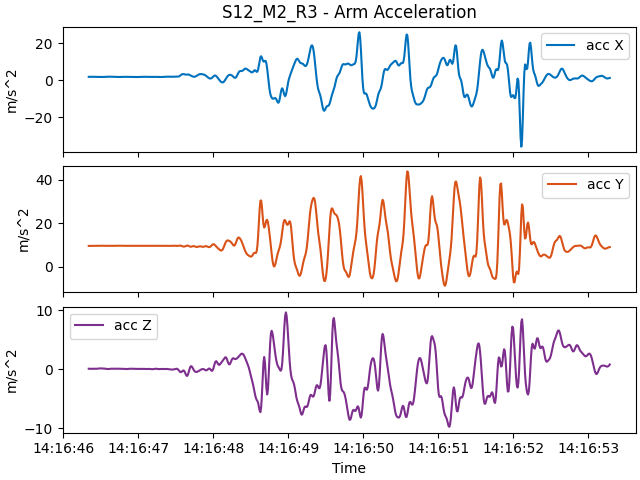 S12_M2_R3 - Arm Acceleration
20
0
−20
m/s^2
acc X
40
20
0
m/s^2
acc Y
10
0
−10
m/s^2
acc Z
14:16:46 14:16:47 14:16:48 14:16:49 14:16:50 14:16:51 14:16:52 14:16:53
Time